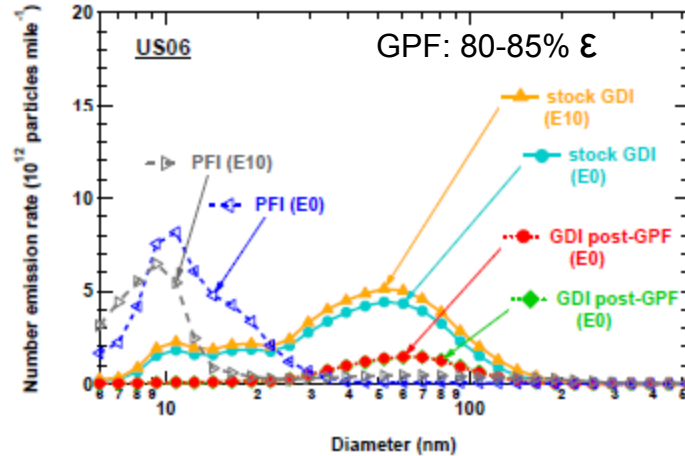 20
US06
GPF: 80-85% ε
stock GDI
(E10)
15
stock GDI
(E0)
PFI (E10)
PFI (E0)
10
GDI post-GPF
(E0)
GDI post-GPF
(E0)
5
0
6 7 8 9 2 3 4 5 6 7 8 9 2 3 4 5
10 100
Diameter (nm)
Number emission rate (10¹² particles mile⁻¹)